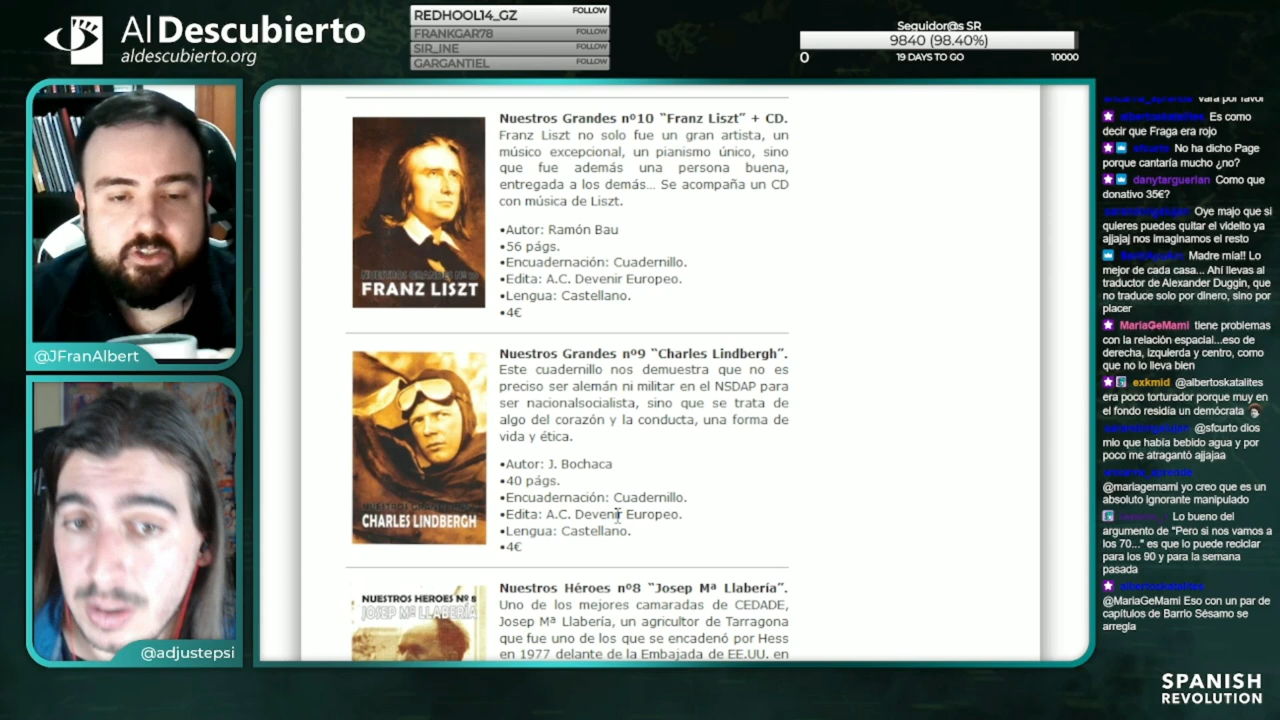 Al Descubierto
aldescubierto.org
REDHOOL14_GZ FOLLOW
FRANKGAR78 FOLLOW
SIR_INE FOLLOW
GARGANTIEL FOLLOW
Seguidor@s SR
9840 (98.40%)
0 19 DAYS TO GO 10000
@JFranAlbert
@adjustepsi
Nuestros Grandes nº10 "Franz Liszt" + CD.
Franz Liszt no solo fue un gran artista, un
músico excepcional, un pianismo único, sino
que fue además una persona buena,
entregada a los demás... Se acompaña un CD
con música de Liszt.
•Autor: Ramón Bau
•56 págs.
•Encuadernación: Cuadernillo.
•Edita: A.C. Devenir Europeo.
•Lengua: Castellano.
•4€
NUESTROS GRANDES Nº 10
FRANZ LISZT
Nuestros Grandes nº9 "Charles Lindbergh".
Este cuadernillo nos demuestra que no es
preciso ser alemán ni militar en el NSDAP para
ser nacionalsocialista, sino que se trata de
algo del corazón y la conducta, una forma de
vida y ética.
•Autor: J. Bochaca
•40 págs.
•Encuadernación: Cuadernillo.
•Edita: A.C. Devenir Europeo.
•Lengua: Castellano.
•4€
CHARLES LINDBERGH
Nuestros Héroes nº8 "Josep Mª Llabería".
Uno de los mejores camaradas de CEDADE,
Josep Mª Llabería, un agricultor de Tarragona
que fue uno de los que se encadenó por Hess
en 1977 delante de la Embajada de EE.UU. en
NUESTROS HEROES Nº 8
JOSEP Mª LLABERÍA
Vara por favor
albertoskatalites Es como
decir que Fraga era rojo
sfcurto No ha dicho Page
porque cantaría mucho ¿no?
danytarguerian Como que
donativo 35€?
Oye majo que si
quieres puedes quitar el videito ya
ajjajaj nos imaginamos el resto
Madre mía!! Lo
mejor de cada casa... Ahí llevas al
traductor de Alexander Duggin, que
no traduce solo por dinero, sino por
placer
MariaGeMami tiene problemas
con la relación espacial...eso de
derecha, izquierda y centro, como
que no lo lleva bien
exkmid @albertoskatalites
era poco torturador porque muy en
el fondo residía un demócrata
@sfcurto dios
mio que había bebido agua y por
poco me atragantó ajjajaa
@mariagemami yo creo que es un
absoluto ignorante manipulado
Lo bueno del
argumento de "Pero si nos vamos a
los 70..." es que lo puede reciclar
para los 90 y para la semana
pasada
albertoskatalites
@MariaGeMami Eso con un par de
capítulos de Barrio Sésamo se
arregla
SPANISH
REVOLUTION